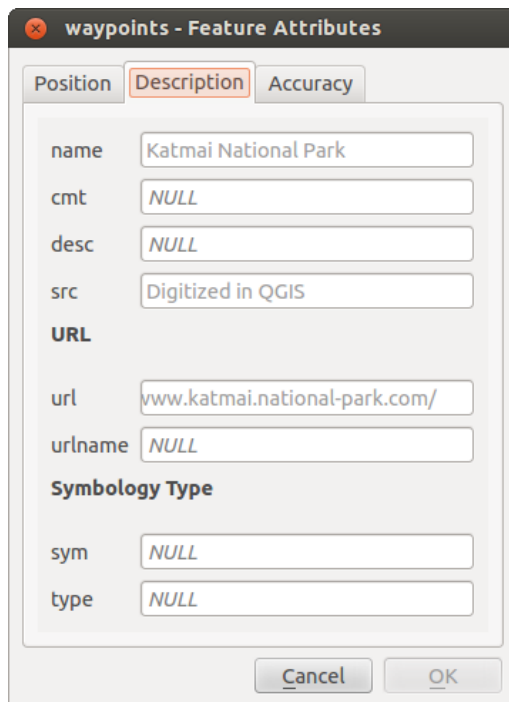 waypoints - Feature Attributes
Position Description Accuracy
name Katmai National Park
cmt NULL
desc NULL
src Digitized in QGIS
URL
url www.katmai.national-park.com/
urlname NULL
Symbology Type
sym NULL
type NULL
Cancel OK